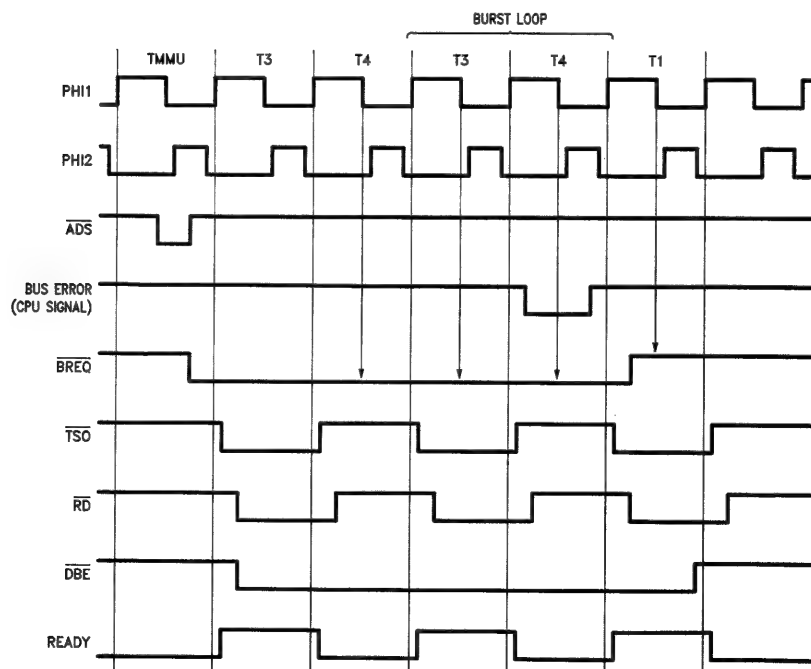 BURST LOOP
TMMU T3 T4 T3 T4 T1
PHI1
PHI2
ADS
BUS ERROR
(CPU SIGNAL)
BREQ
TSO
RD
DBE
READY